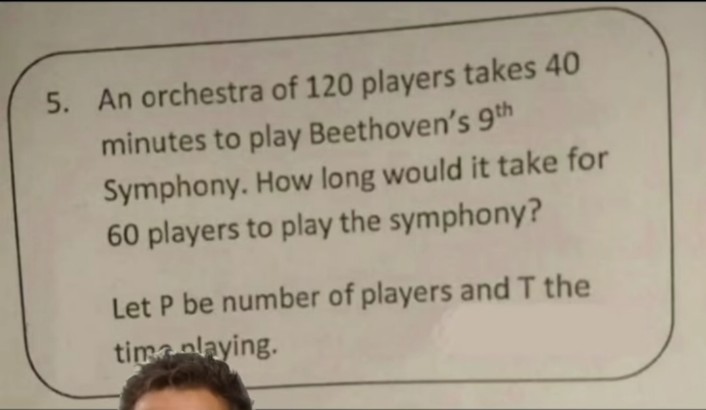 5. An orchestra of 120 players takes 40
minutes to play Beethoven's 9th
Symphony. How long would it take for
60 players to play the symphony?
Let P be number of players and T the
time playing.